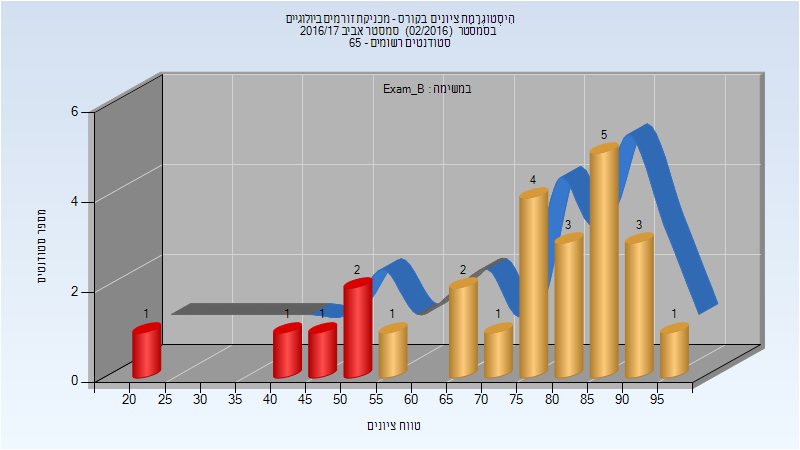 הִיסְטוֹגְרָמַת ציונים בקורס - מכניקת זורמים ביולוגיים
בסמסטר (02/2016) סמסטר אביב 2016/17
סטודנטים רשומים - 65
במשימה : Exam_B
מספר סטודנטים
6
4
2
0
1
1
1
2
1
2
1
4
3
5
3
1
20 25 30 35 40 45 50 55 60 65 70 75 80 85 90 95
טווח ציונים